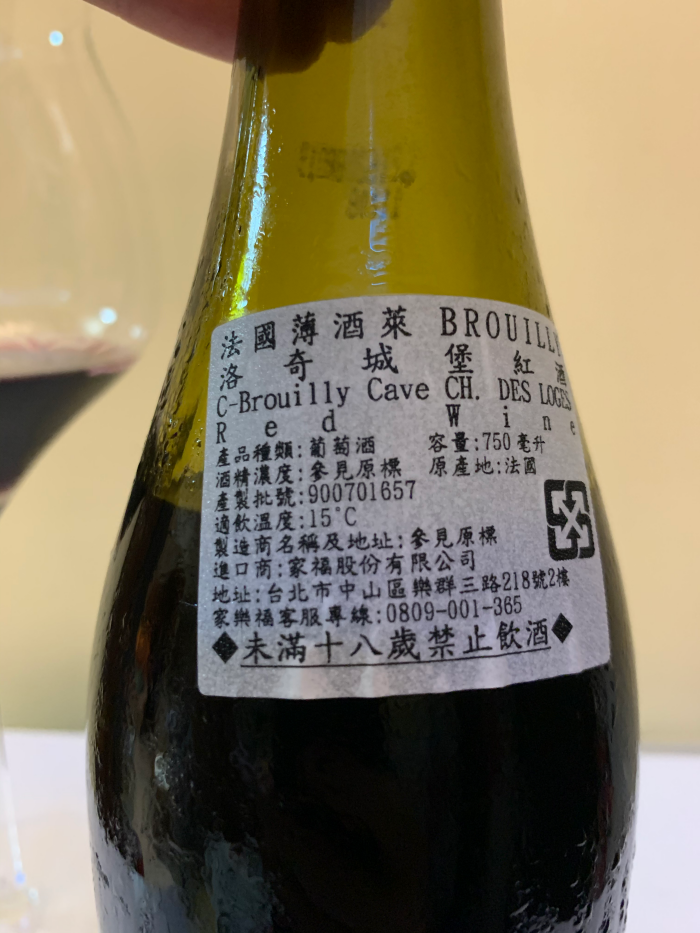 法國薄酒萊 BROUILLY
洛奇城堡紅酒
C-Brouilly Cave CH. DES LOGES
Red Wine
產品種類:葡萄酒 容量:750毫升
酒精濃度:參見原標 原產地:法國
產製批號:900701657
適飲溫度:15°C
製造商名稱及地址:參見原標
進口商:家福股份有限公司
地址:台北市中山區樂群三路218號2樓
家樂福客服專線:0809-001-365
◆未滿十八歲禁止飲酒◆